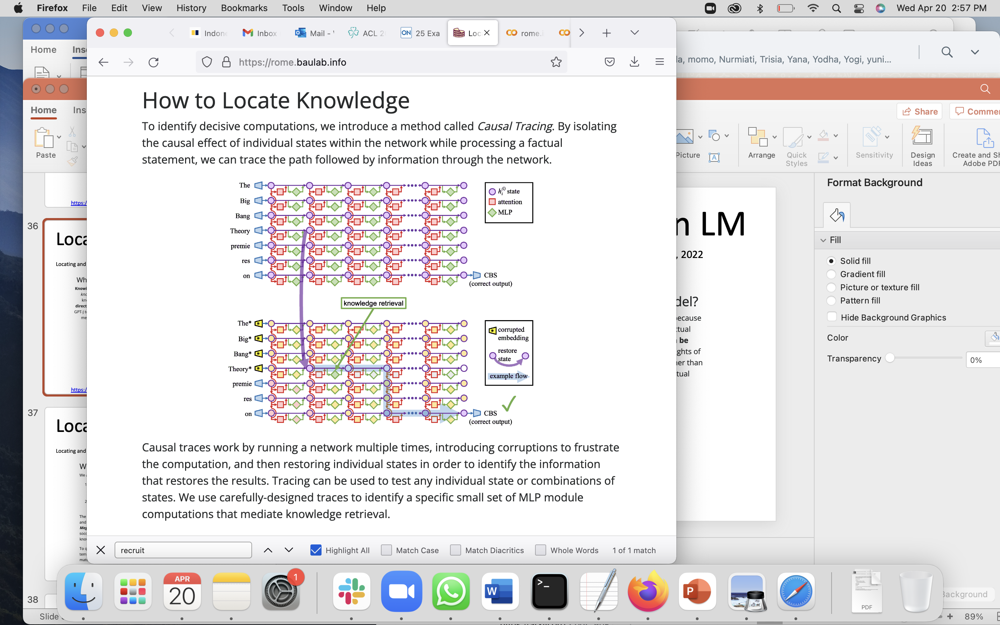 Firefox File Edit View History Bookmarks Tools Window Help
Wed Apr 20 2:57 PM
Indone
Inbox
Mail -
ACL 2
ON 25 Exa
Loc
rome.i
https://rome.baulab.info
How to Locate Knowledge
To identify decisive computations, we introduce a method called Causal Tracing. By isolating
the causal effect of individual states within the network while processing a factual
statement, we can trace the path followed by information through the network.
The
Big
Bang
Theory
premie
res
on
CBS
(correct output)
hᵢ⁽ˡ⁾ state
attention
MLP
knowledge retrieval
The*
Big*
Bang*
Theory*
premie
res
on
CBS
(correct output)
corrupted
embedding
restore
state
example flow
Causal traces work by running a network multiple times, introducing corruptions to frustrate
the computation, and then restoring individual states in order to identify the information
that restores the results. Tracing can be used to test any individual state or combinations of
states. We use carefully-designed traces to identify a specific small set of MLP module
computations that mediate knowledge retrieval.
recruit
Highlight All
Match Case
Match Diacritics
Whole Words
1 of 1 match
Home
Home
Paste
https:/
36
Loca
Locating and
Wh
Knowl
direct
GPT-J t
me
https:/
37
Loca
Locating and
W
We
1
2
The
and
To q
tem
38
Slide
la, momo, Nurmiati, Trisia, Yana, Yodha, Yogi, yuni...
Share
Commen
Picture
Arrange
Quick
Styles
Sensitivity
Design
Ideas
Create and Sh
Adobe PDF
n LM
, 2022
del?
ecause
tual
be
ghts of
er than
tual
Format Background
Fill
Solid fill
Gradient fill
Picture or texture fill
Pattern fill
Hide Background Graphics
Color
Transparency
0%
Background
89%
APR
20
1
W
P
PDF